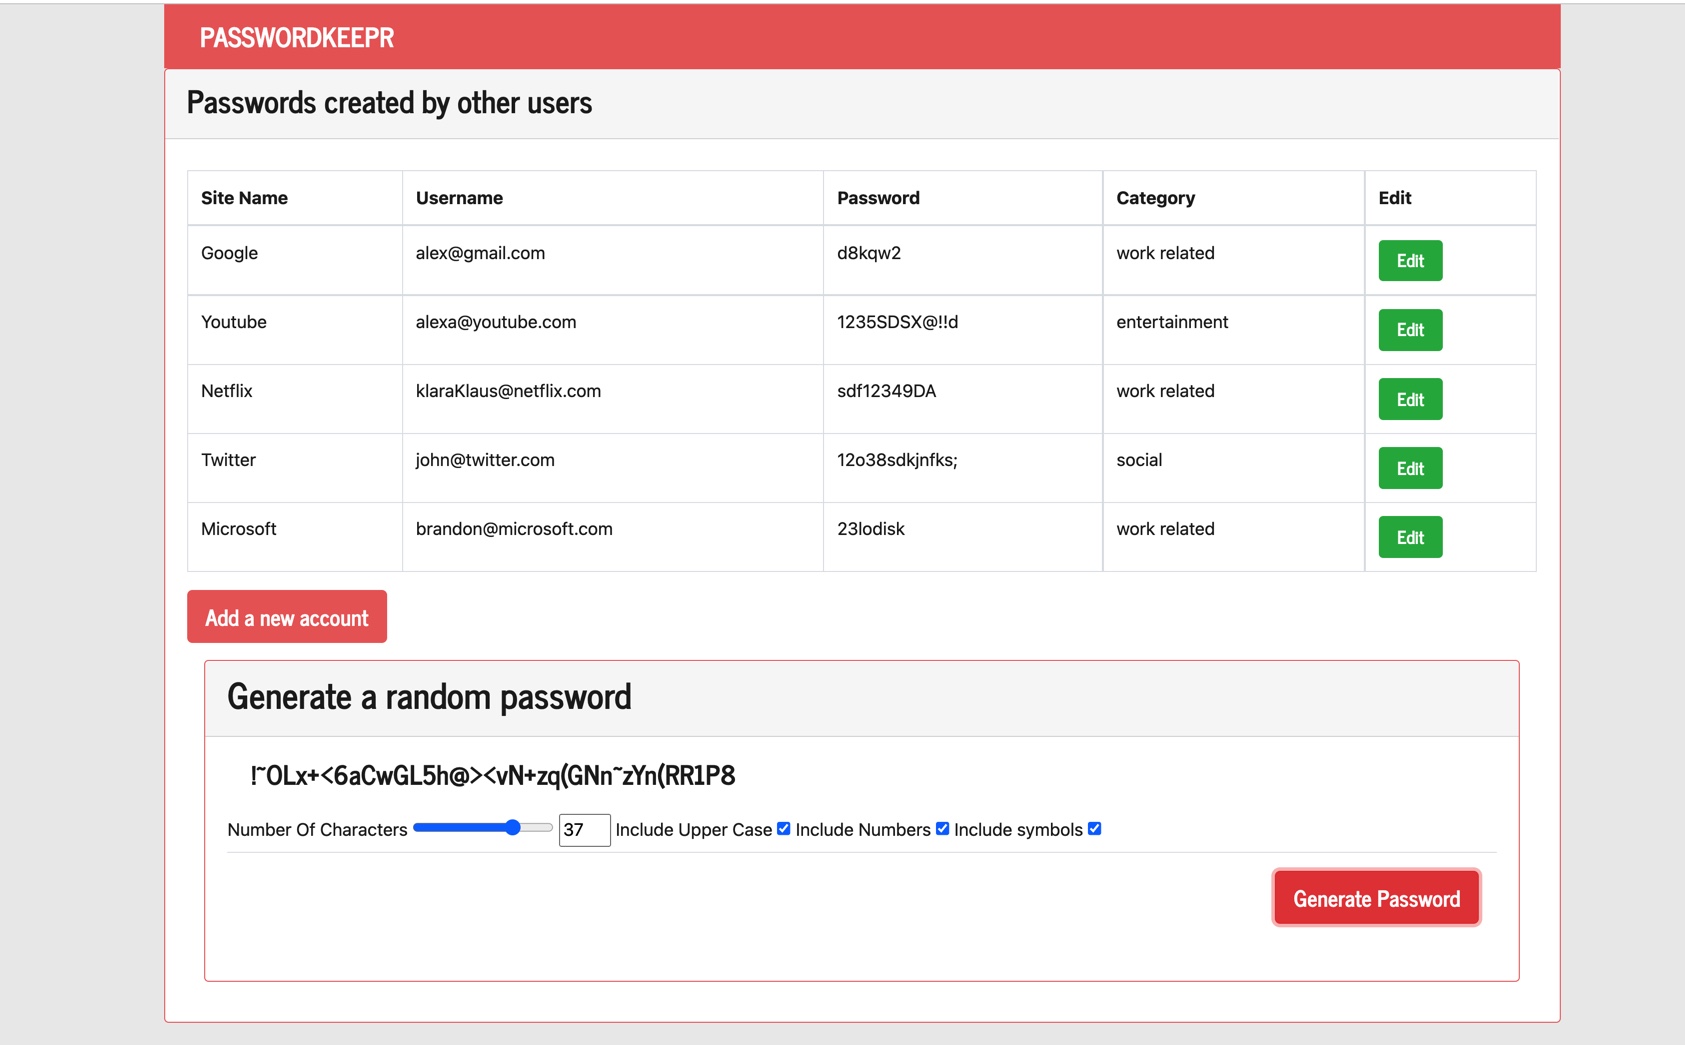 PASSWORDKEEPR
Passwords created by other users
Site Name Username Password Category Edit
Google alex@gmail.com d8kqw2 work related Edit
Youtube alexa@youtube.com 1235SDSX@!!d entertainment Edit
Netflix klaraKlaus@netflix.com sdf12349DA work related Edit
Twitter john@twitter.com 12o38sdkjnfks; social Edit
Microsoft brandon@microsoft.com 23lodisk work related Edit
Add a new account
Generate a random password
!~OLx+<6aCwGL5h@><vN+zq(GNn~zYn(RR1P8
Number Of Characters 37 Include Upper Case Include Numbers Include symbols
Generate Password